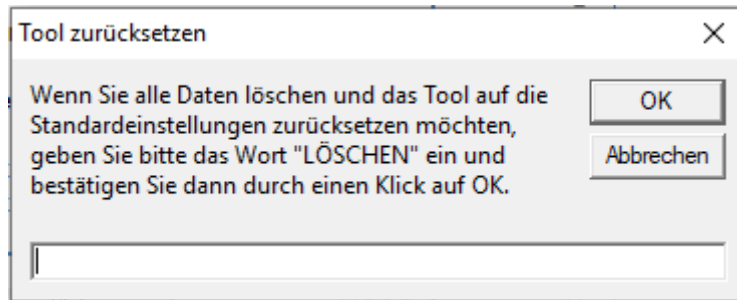 Tool zurücksetzen
Wenn Sie alle Daten löschen und das Tool auf die
Standardeinstellungen zurücksetzen möchten,
geben Sie bitte das Wort "LÖSCHEN" ein und
bestätigen Sie dann durch einen Klick auf OK.
OK
Abbrechen